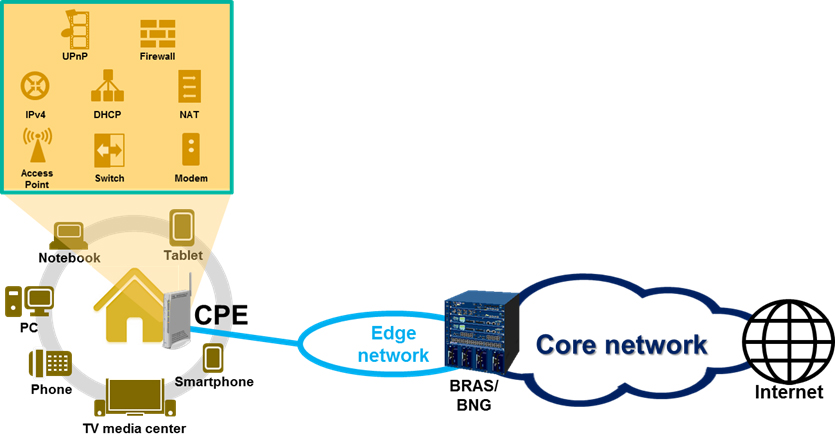 UPnP
Firewall
IPv4
DHCP
NAT
Access
Point
Switch
Modem
Notebook
Tablet
CPE
PC
Phone
Smartphone
TV media center
Edge
network
BRAS/
BNG
Core network
Internet